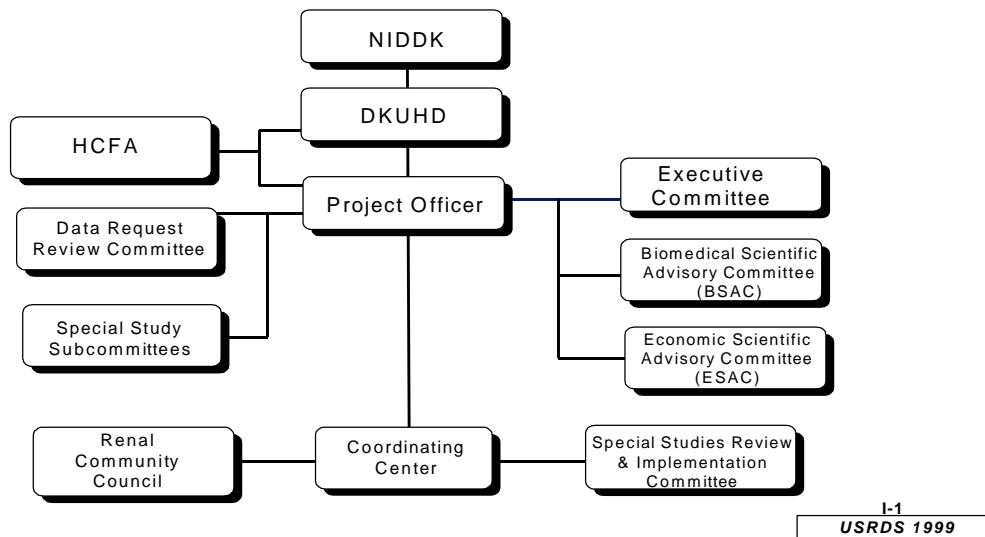 NIDDK
DKUHD
HCFA
Project Officer
Executive
Committee
Data Request
Review Committee
Biomedical Scientific
Advisory Committee
(BSAC)
Special Study
Subcommittees
Economic Scientific
Advisory Committee
(ESAC)
Renal
Community
Council
Coordinating
Center
Special Studies Review
& Implementation
Committee
I-1
USRDS 1999